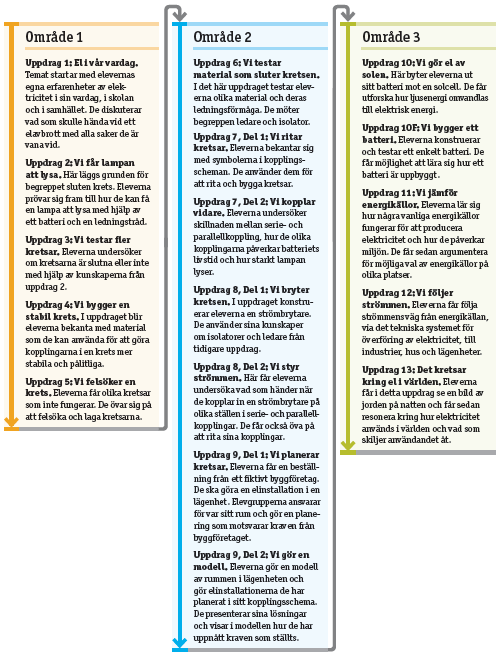 Område 1
Uppdrag 1: El i vår vardag.
Temat startar med elevernas
egna erfarenheter av elek-
tricitet i sin vardag, i skolan
och i samhället. De diskuterar
vad som skulle hända vid ett
elavbrott med alla saker de är
vana vid.
Uppdrag 2: Vi får lampan
att lysa. Här läggs grunden för
begreppet sluten krets. Eleverna
prövar sig fram till hur de kan få
en lampa att lysa med hjälp av
ett batteri och en ledningstråd.
Uppdrag 3: Vi testar fler
kretsar. Eleverna undersöker
om kretsarna är slutna eller inte
med hjälp av kunskaperna från
uppdrag 2.
Uppdrag 4: Vi bygger en
stabil krets. I uppdraget blir
eleverna bekanta med material
som de kan använda för att göra
kopplingarna i en krets mer
stabila och pålitliga.
Uppdrag 5: Vi felsöker en
krets. Eleverna får olika kretsar
som inte fungerar. De övar sig på
att felsöka och laga kretsarna.
Område 2
Uppdrag 6: Vi testar
material som sluter kretsen.
I det här uppdraget testar elev-
erna olika material och deras
ledningsförmåga. De möter
begreppen ledare och isolator.
Uppdrag 7, Del 1: Vi ritar
kretsar. Eleverna bekantar sig
med symbolerna i kopplings-
scheman. De använder dem för
att rita och bygga kretsar.
Uppdrag 7, Del 2: Vi kopplar
vidare. Eleverna undersöker
skillnaden mellan serie- och
parallellkoppling, hur de olika
kopplingarna påverkar batteriets
livstid och hur starkt lampan
lyser.
Uppdrag 8, Del 1: Vi bryter
kretsen. I uppdraget konstru-
erar eleverna en strömbrytare.
De använder sina kunskaper
om isolatorer och ledare från
tidigare uppdrag.
Uppdrag 8, Del 2: Vi styr
strömmen. Här får eleverna
undersöka vad som händer när
de kopplar in en strömbrytare på
olika ställen i serie- och parallell-
kopplingar. De får också öva på
att rita sina kopplingar.
Uppdrag 9, Del 1: Vi planerar
kretsar. Eleverna får en beställ-
ning från ett fiktivt byggföretag.
De ska göra en elinstallation i en
lägenhet. Elevgrupperna ansvarar
för var sitt rum och gör en plane-
ring som motsvarar kraven från
byggföretaget.
Uppdrag 9, Del 2: Vi gör en
modell. Eleverna gör en modell
av rummen i lägenheten och
gör elinstallationerna de har
planerat i sitt kopplingsschema.
De presenterar sina lösningar
och visar i modellen hur de har
uppnått kraven som ställts.
Område 3
Uppdrag 10: Vi gör el av
solen. Här byter eleverna ut
sitt batteri mot en solcell. De får
utforska hur ljusenergi omvandlas
till elektrisk energi.
Uppdrag 10F: Vi bygger ett
batteri. Eleverna konstruerar
och testar ett enkelt batteri. De
får möjlighet att lära sig hur ett
batteri är uppbyggt.
Uppdrag 11: Vi jämför
energikällor. Eleverna lär sig
hur några vanliga energikällor
fungerar för att producera
elektricitet och hur de påverkar
miljön. De får sedan argumentera
för möjliga val av energikällor på
olika platser.
Uppdrag 12: Vi följer
strömmen. Eleverna får följa
strömmens väg från energikällan,
via det tekniska systemet för
överföring av elektricitet, till
industrier, hus och lägenheter.
Uppdrag 13: Det kretsar
kring el i världen. Eleverna
får i detta uppdrag se en bild av
jorden på natten och får sedan
resonera kring hur elektricitet
används i världen och vad som
skiljer användandet åt.